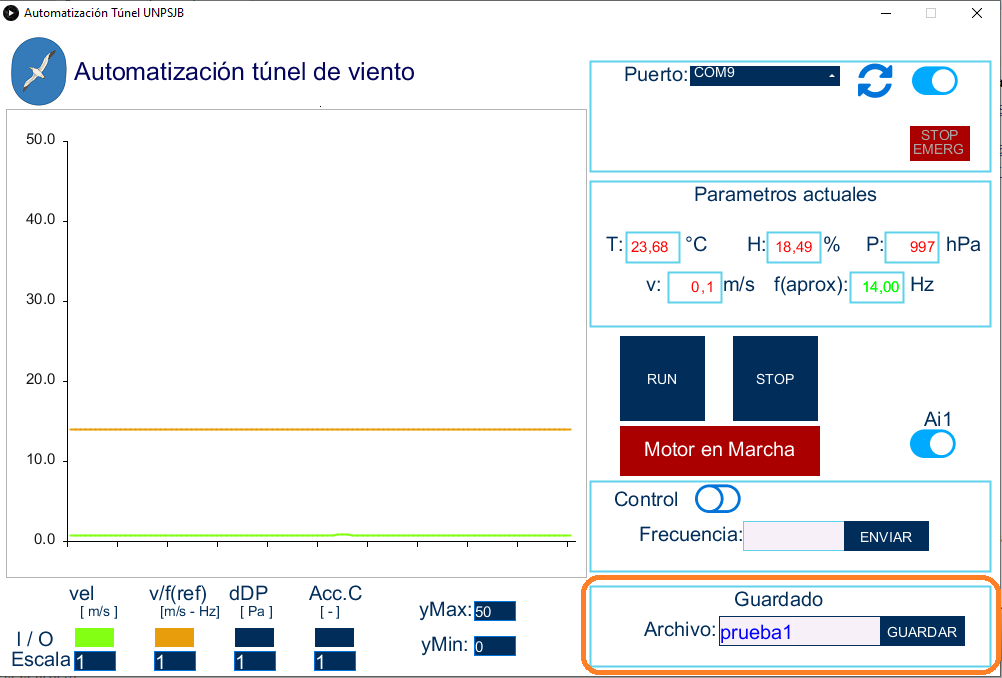 Automatización Túnel UNPSJB
Automatización túnel de viento
Puerto: COM9
STOP
EMERG
50.0
40.0
30.0
20.0
10.0
0.0
Parametros actuales
T: 23,68 °C H: 18,49 % P: 997 hPa
v: 0,1 m/s f(aprox): 14,00 Hz
RUN STOP
Motor en Marcha
Ai1
Control
Frecuencia: ENVIAR
Guardado
Archivo: prueba1 GUARDAR
vel v/f(ref) dDP Acc.C
[ m/s ] [m/s - Hz] [ Pa ] [ - ]
I / O
Escala 1 1 1 1
yMax: 50
yMin: 0